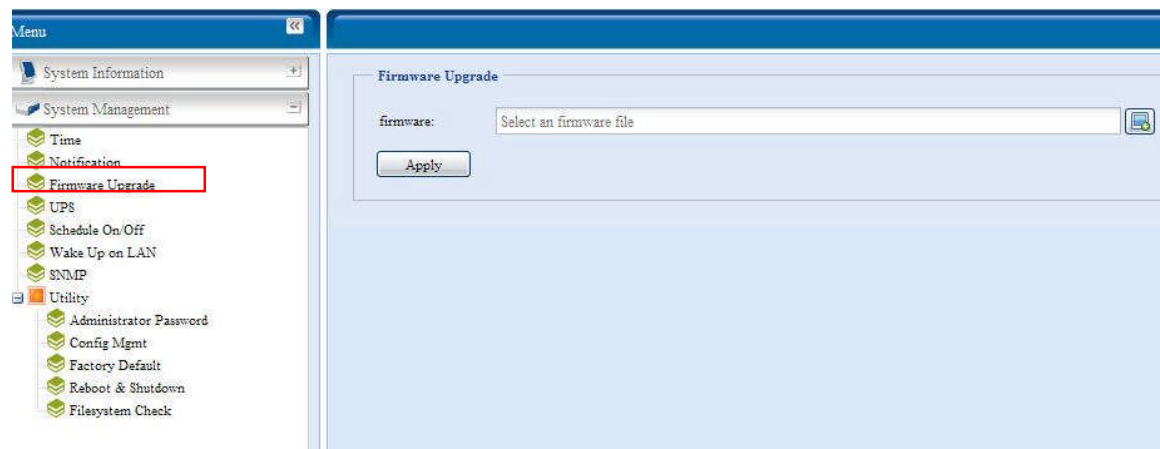 Menu
System Information
System Management
Time
Notification
Firmware Upgrade
UPS
Schedule On/Off
Wake Up on LAN
SNMP
Utility
Administrator Password
Config Mgmt
Factory Default
Reboot & Shutdown
Filesystem Check
Firmware Upgrade
firmware: Select an firmware file
Apply